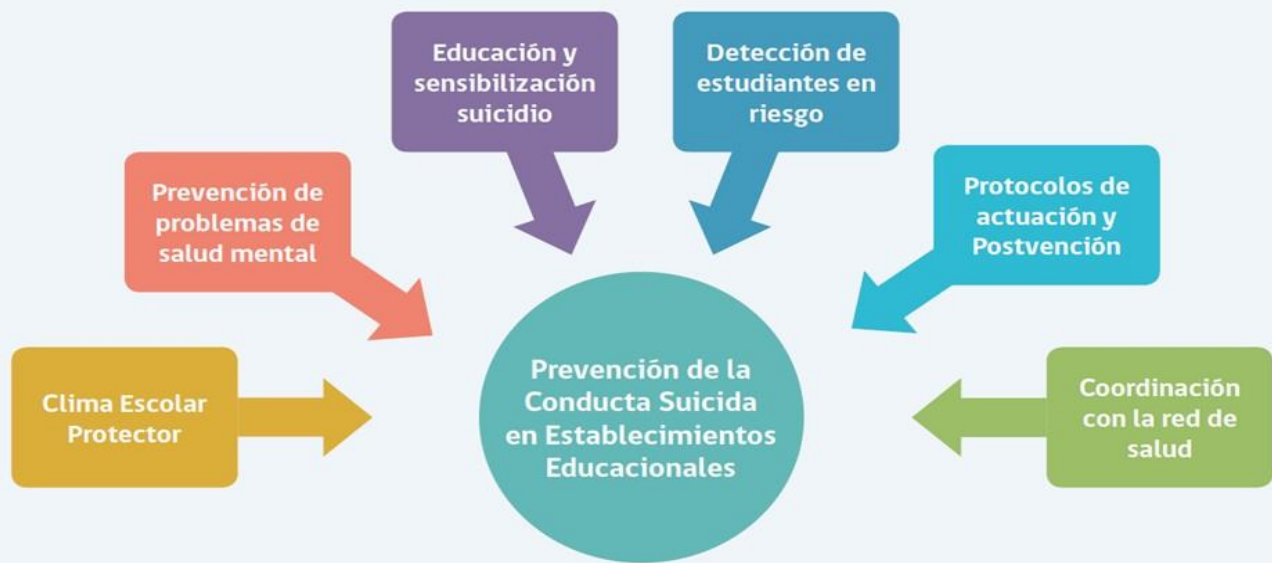 Educación y
sensibilización
suicidio
Detección de
estudiantes en
riesgo
Prevención de
problemas de
salud mental
Protocolos de
actuación y
Postvención
Clima Escolar
Protector
Prevención de la
Conducta Suicida
en Establecimientos
Educacionales
Coordinación
con la red de
salud